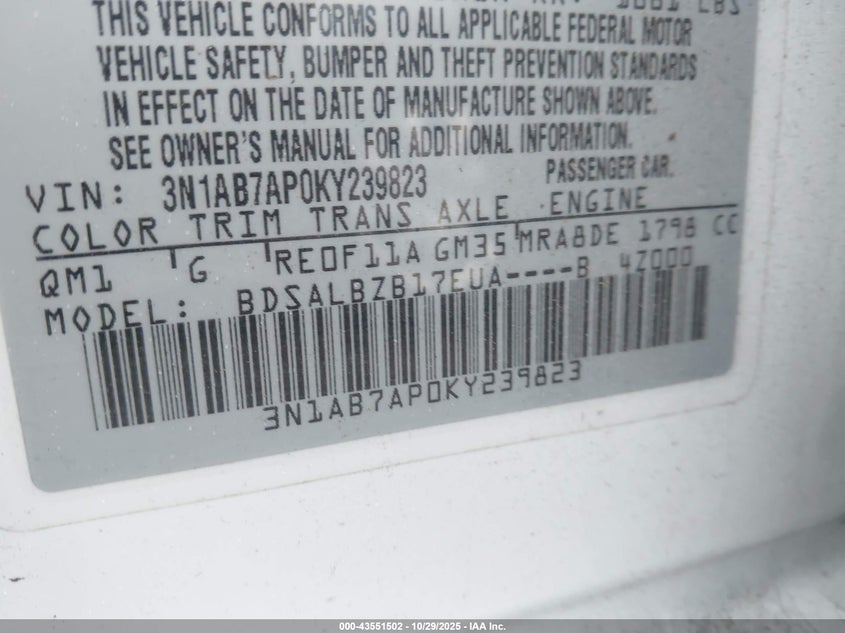 THIS VEHICLE CONFORMS TO ALL APPLICABLE FEDERAL MOTOR
VEHICLE SAFETY, BUMPER AND THEFT PREVENTION STANDARDS
IN EFFECT ON THE DATE OF MANUFACTURE SHOWN ABOVE.
SEE OWNER'S MANUAL FOR ADDITIONAL INFORMATION.
VIN: 3N1AB7AP0KY239823 PASSENGER CAR.
COLOR TRIM TRANS AXLE ENGINE
QM1 G RE0F11A GM35 MRA8DE 1798 CC
MODEL: BDSALBZB17EUA----B 4Z000
3N1AB7AP0KY239823
000-43551502 - 10/29/2025 - IAA Inc.